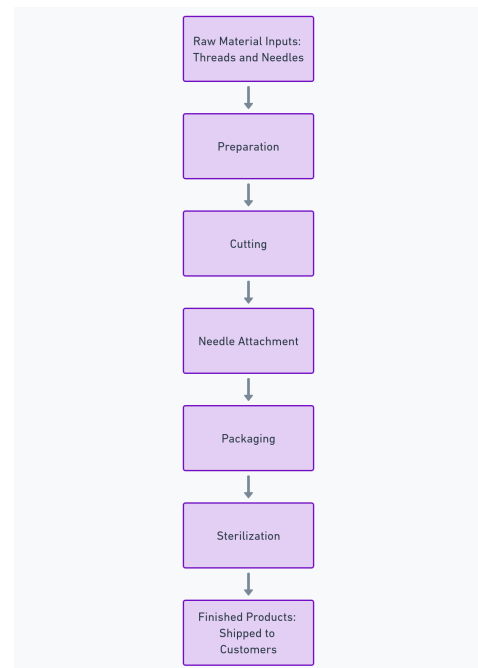 Raw Material Inputs:
Threads and Needles
Preparation
Cutting
Needle Attachment
Packaging
Sterilization
Finished Products:
Shipped to
Customers